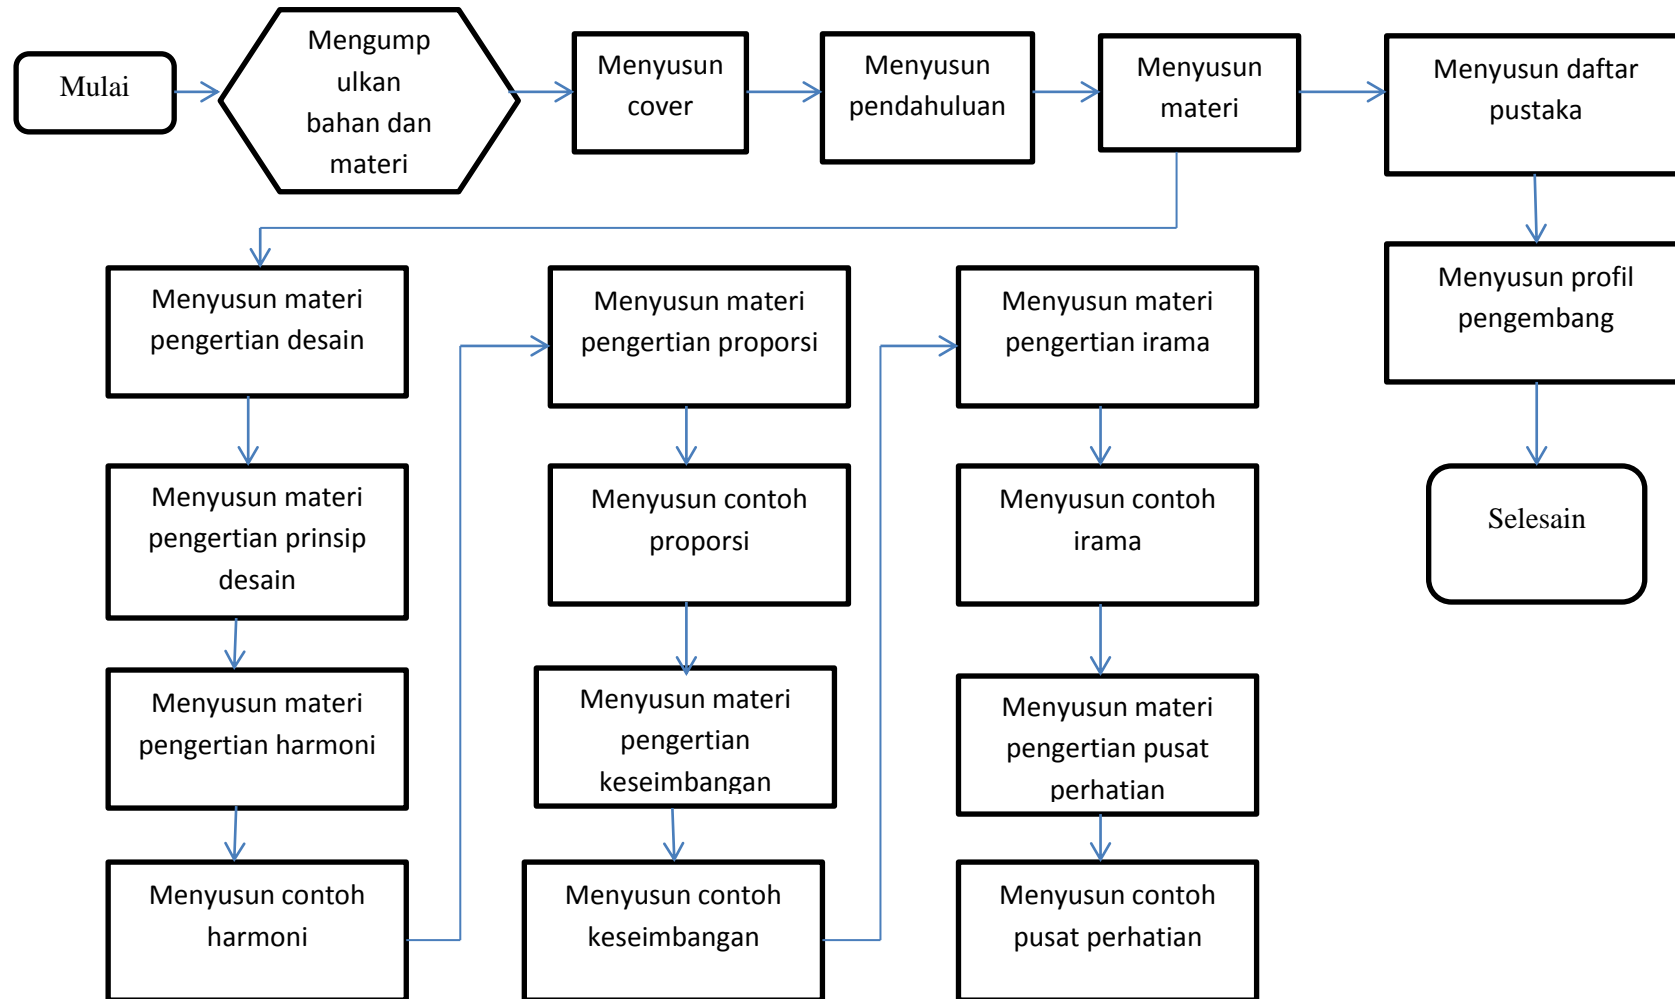 Mulai
Mengump
ulkan
bahan dan
materi
Menyusun
cover
Menyusun
pendahuluan
Menyusun
materi
Menyusun daftar
pustaka
Menyusun profil
pengembang
Selesain
Menyusun materi
pengertian desain
Menyusun materi
pengertian prinsip
desain
Menyusun materi
pengertian harmoni
Menyusun contoh
harmoni
Menyusun materi
pengertian proporsi
Menyusun contoh
proporsi
Menyusun materi
pengertian
keseimbangan
Menyusun contoh
keseimbangan
Menyusun materi
pengertian irama
Menyusun contoh
irama
Menyusun materi
pengertian pusat
perhatian
Menyusun contoh
pusat perhatian